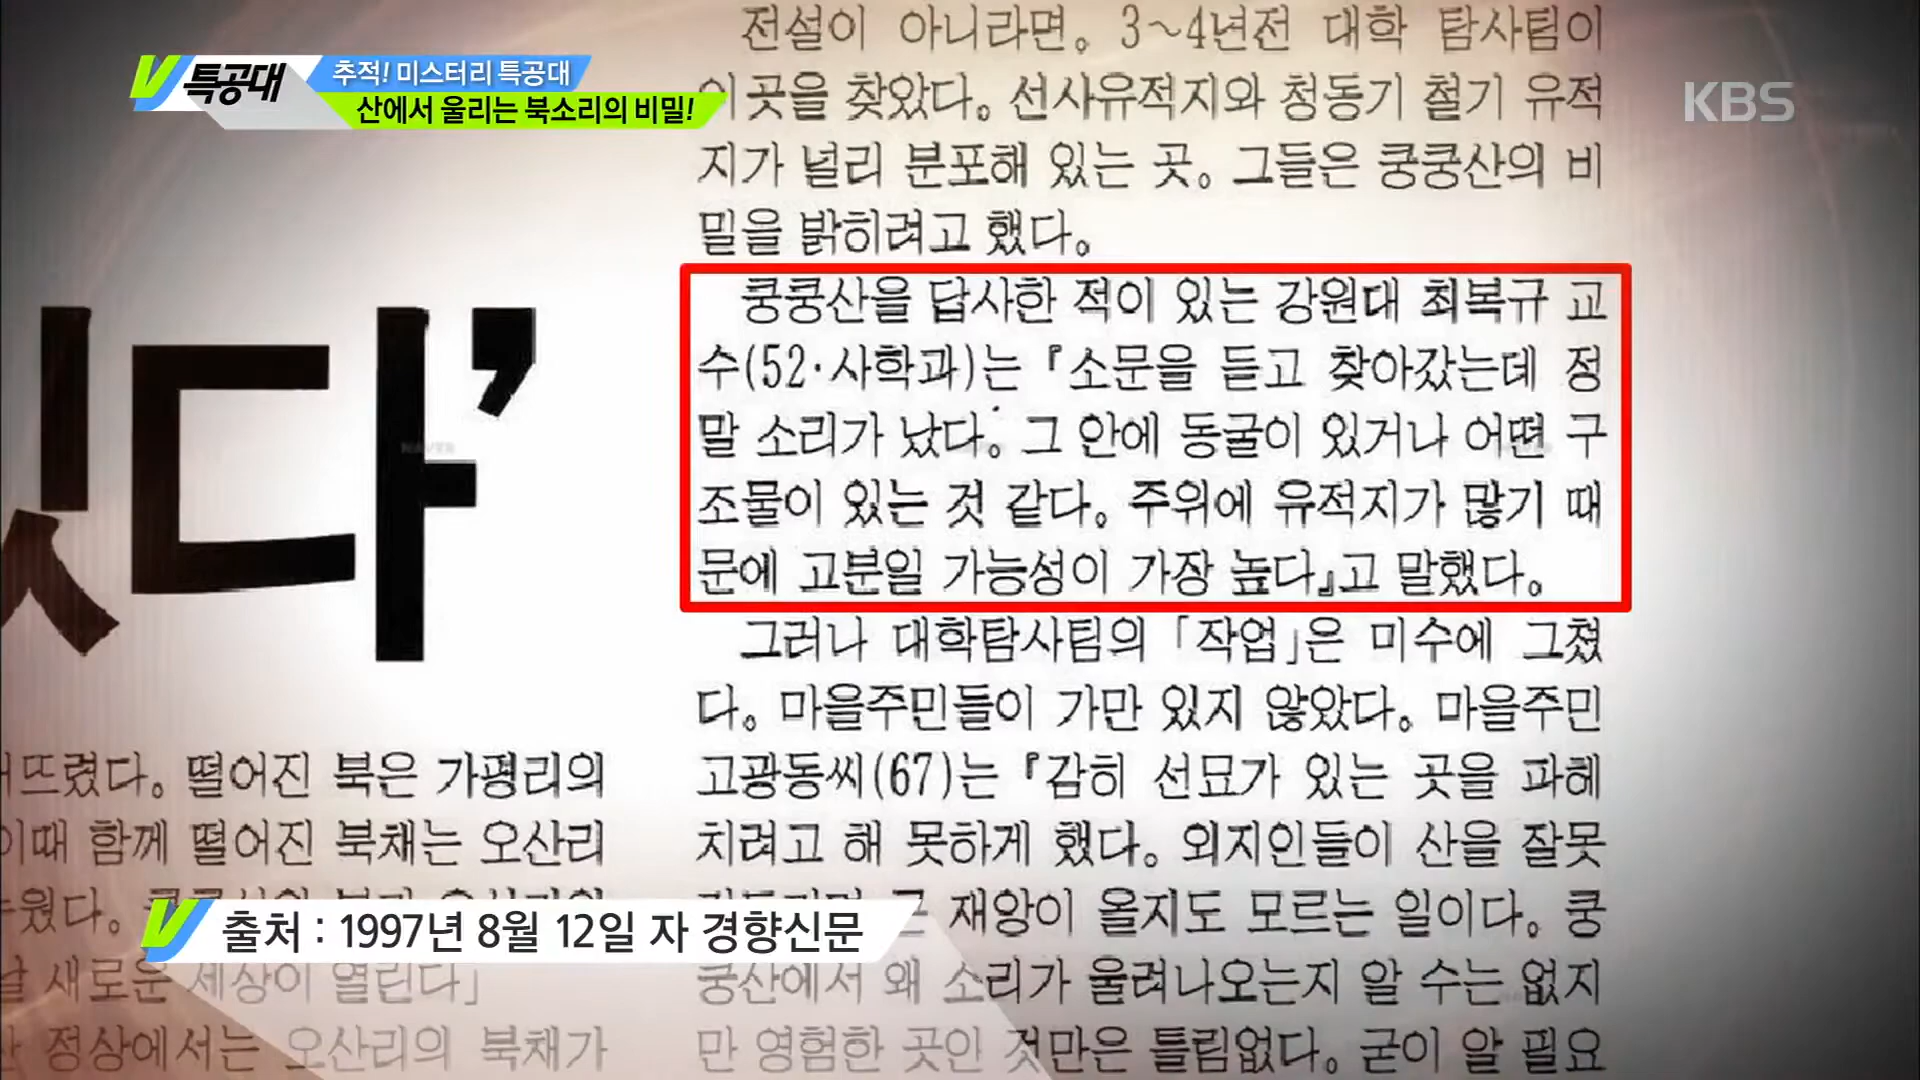 특공대
추적! 미스터리 특공대
산에서 울리는 북소리의 비밀!
KBS
있다'
전설이 아니라면。 3~4년전 대학 탐사팀이
이곳을 찾았다。선사유적지와 청동기 철기 유적
지가 널리 분포해 있는 곳。그들은 쿵쿵산의 비
밀을 밝히려고 했다。
쿵쿵산을 답사한 적이 있는 강원대 최복규 교
수(52·사학과)는 『소문을 듣고 찾아갔는데 정
말 소리가 났다。그 안에 동굴이 있거나 어떤 구
조물이 있는 것 같다。주위에 유적지가 많기 때
문에 고분일 가능성이 가장 높다』고 말했다。
그러나 대학탐사팀의 「작업」은 미수에 그쳤
다。마을주민들이 가만 있지 않았다。마을주민
고광동씨(67)는 『감히 선묘가 있는 곳을 파헤
치려고 해 못하게 했다。외지인들이 산을 잘못
재앙이 올지도 모르는 일이다。쿵
쿵산에서 왜 소리가 울려나오는지 알 수는 없지
만 영험한 곳인 것만은 틀림없다。굳이 알 필요
떨어진 북은 가평리의
이때 함께 떨어진 북채는 오산리
날 새로운 세상이 열린다」
산 정상에서는 오산리의 북채가
출처 : 1997년 8월 12일 자 경향신문